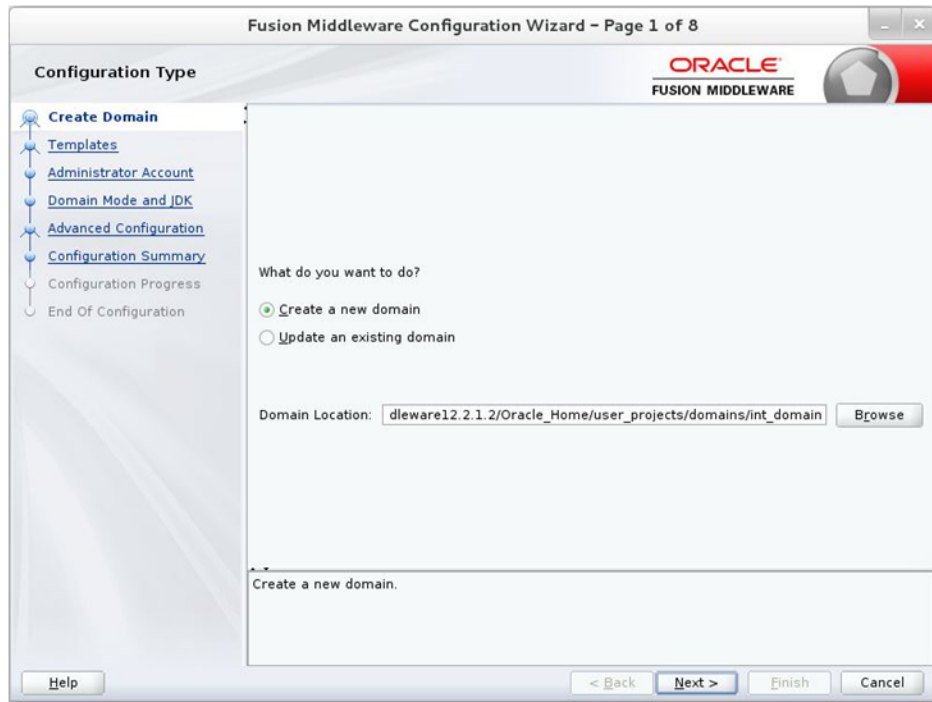 Fusion Middleware Configuration Wizard – Page 1 of 8
Configuration Type
ORACLE
FUSION MIDDLEWARE
Create Domain
Templates
Administrator Account
Domain Mode and JDK
Advanced Configuration
Configuration Summary
Configuration Progress
End Of Configuration
What do you want to do?
Create a new domain
Update an existing domain
Domain Location: dleware12.2.1.2/Oracle_Home/user_projects/domains/int_domain Browse
Create a new domain.
Help < Back Next > Finish Cancel